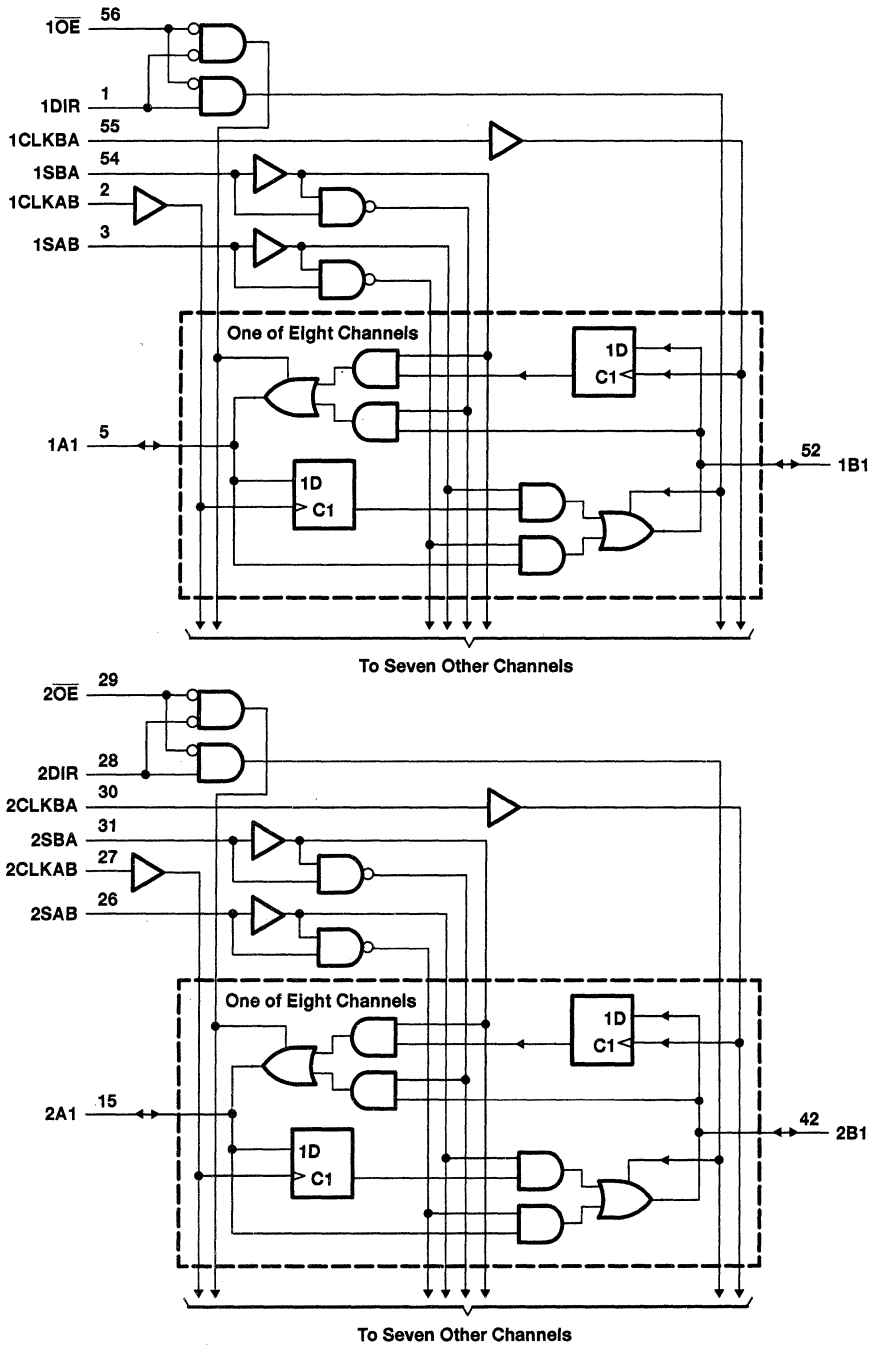 1O̅E̅ 56
1DIR 1
1CLKBA 55
1SBA 54
1CLKAB 2
1SAB 3
One of Eight Channels
1D
C1
1A1 5
52 1B1
1D
C1
To Seven Other Channels
2O̅E̅ 29
2DIR 28
2CLKBA 30
2SBA 31
2CLKAB 27
2SAB 26
One of Eight Channels
1D
C1
2A1 15
42 2B1
1D
C1
To Seven Other Channels